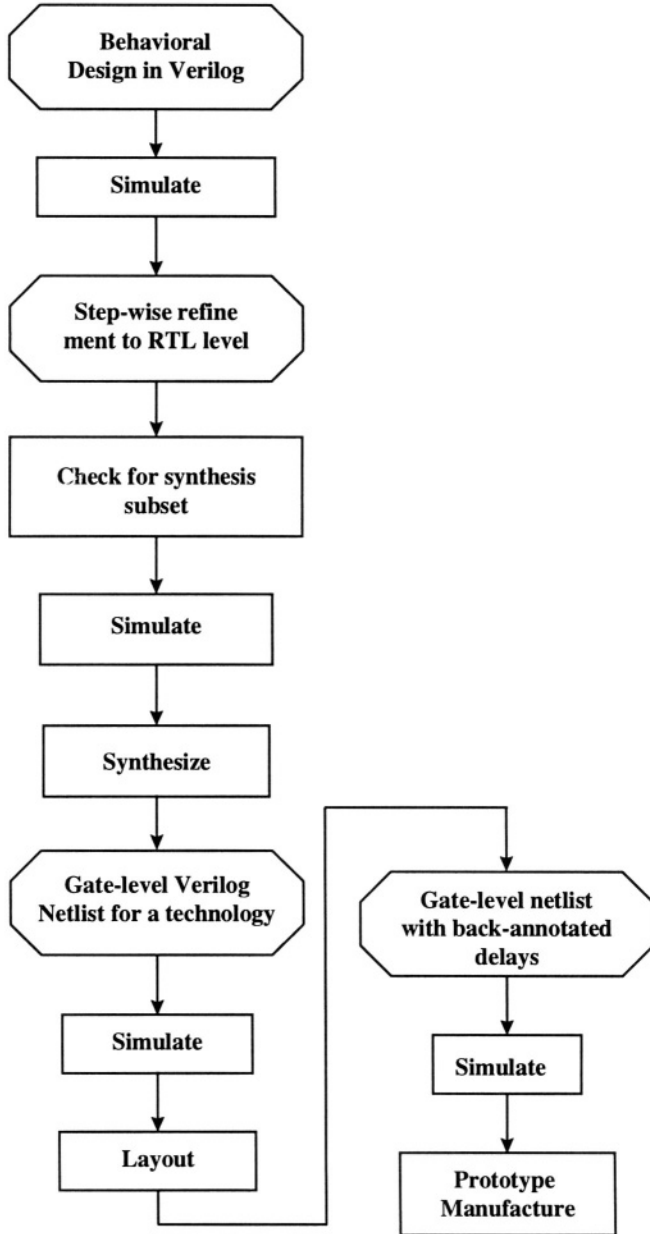 Behavioral
Design in Verilog
Simulate
Step-wise refine
ment to RTL level
Check for synthesis
subset
Simulate
Synthesize
Gate-level Verilog
Netlist for a technology
Simulate
Layout
Gate-level netlist
with back-annotated
delays
Simulate
Prototype
Manufacture